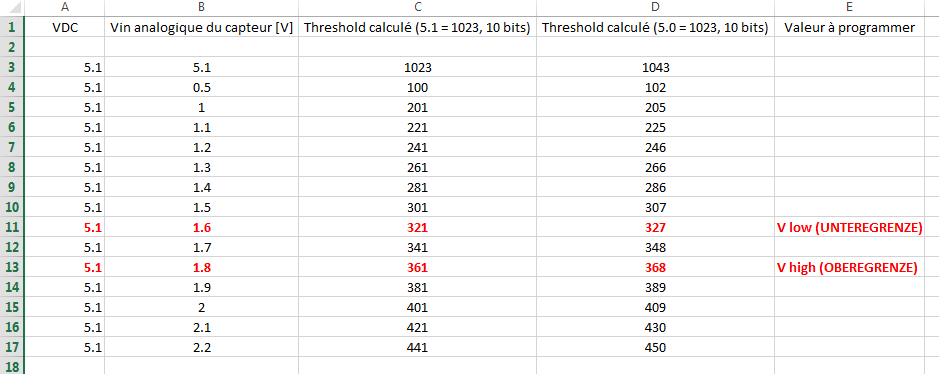 A B C D E
1 VDC Vin analogique du capteur [V] Threshold calculé (5.1 = 1023, 10 bits) Threshold calculé (5.0 = 1023, 10 bits) Valeur à programmer
2
3 5.1 5.1 1023 1043
4 5.1 0.5 100 102
5 5.1 1 201 205
6 5.1 1.1 221 225
7 5.1 1.2 241 246
8 5.1 1.3 261 266
9 5.1 1.4 281 286
10 5.1 1.5 301 307
11 5.1 1.6 321 327 V low (UNTEREGRENZE)
12 5.1 1.7 341 348
13 5.1 1.8 361 368 V high (OBEREGRENZE)
14 5.1 1.9 381 389
15 5.1 2 401 409
16 5.1 2.1 421 430
17 5.1 2.2 441 450
18